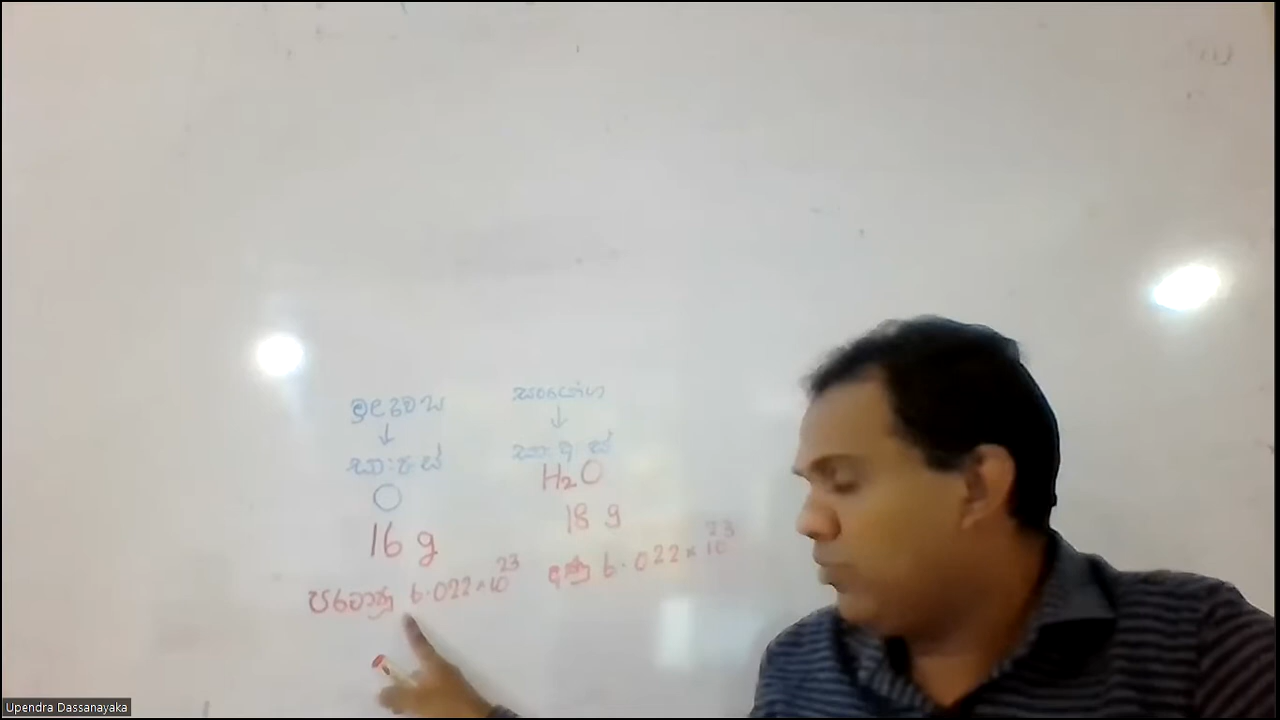 මූලද්‍රව්‍ය
සංයෝග
↓
↓
සා.ප.ස්
සා.අ.ස්
O
H₂O
16 g
18 g
පරමාණු 6.022×10²³
අණු 6.022×10²³
Upendra Dassanayaka